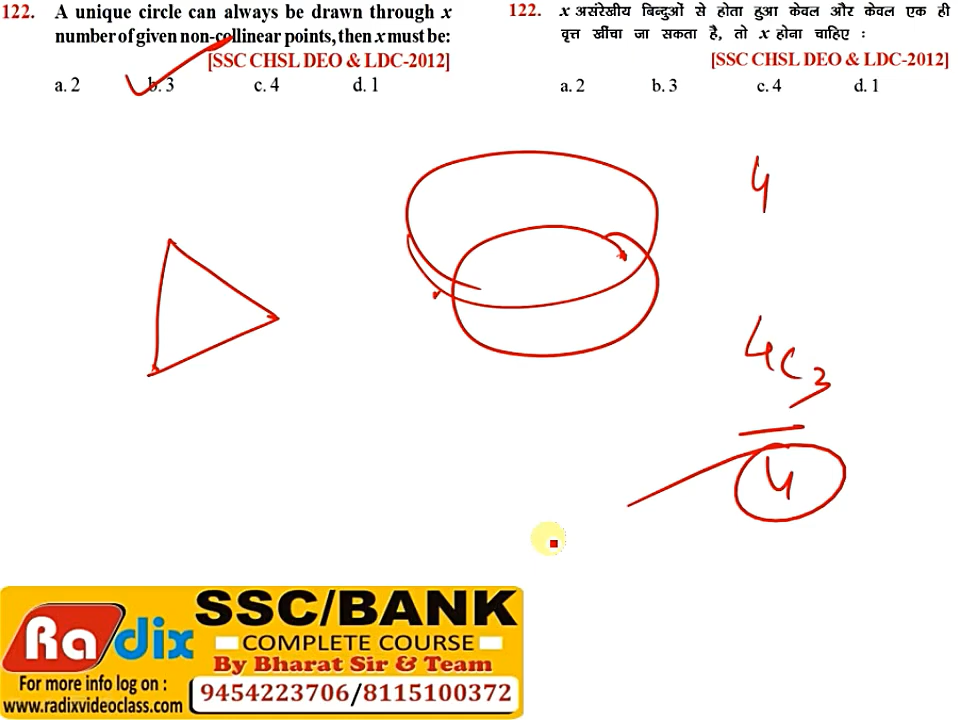 122. A unique circle can always be drawn through x
number of given non-collinear points, then x must be:
[SSC CHSL DEO & LDC-2012]
a. 2 b. 3 c. 4 d. 1
122. x असंरेखीय बिन्दुओं से होता हुआ केवल और केवल एक ही
वृत्त खींचा जा सकता है, तो x होना चाहिए :
[SSC CHSL DEO & LDC-2012]
a. 2 b. 3 c. 4 d. 1
4
4C3
4
Radix
SSC/BANK
COMPLETE COURSE
By Bharat Sir & Team
For more info log on :
www.radixvideoclass.com
9454223706/8115100372